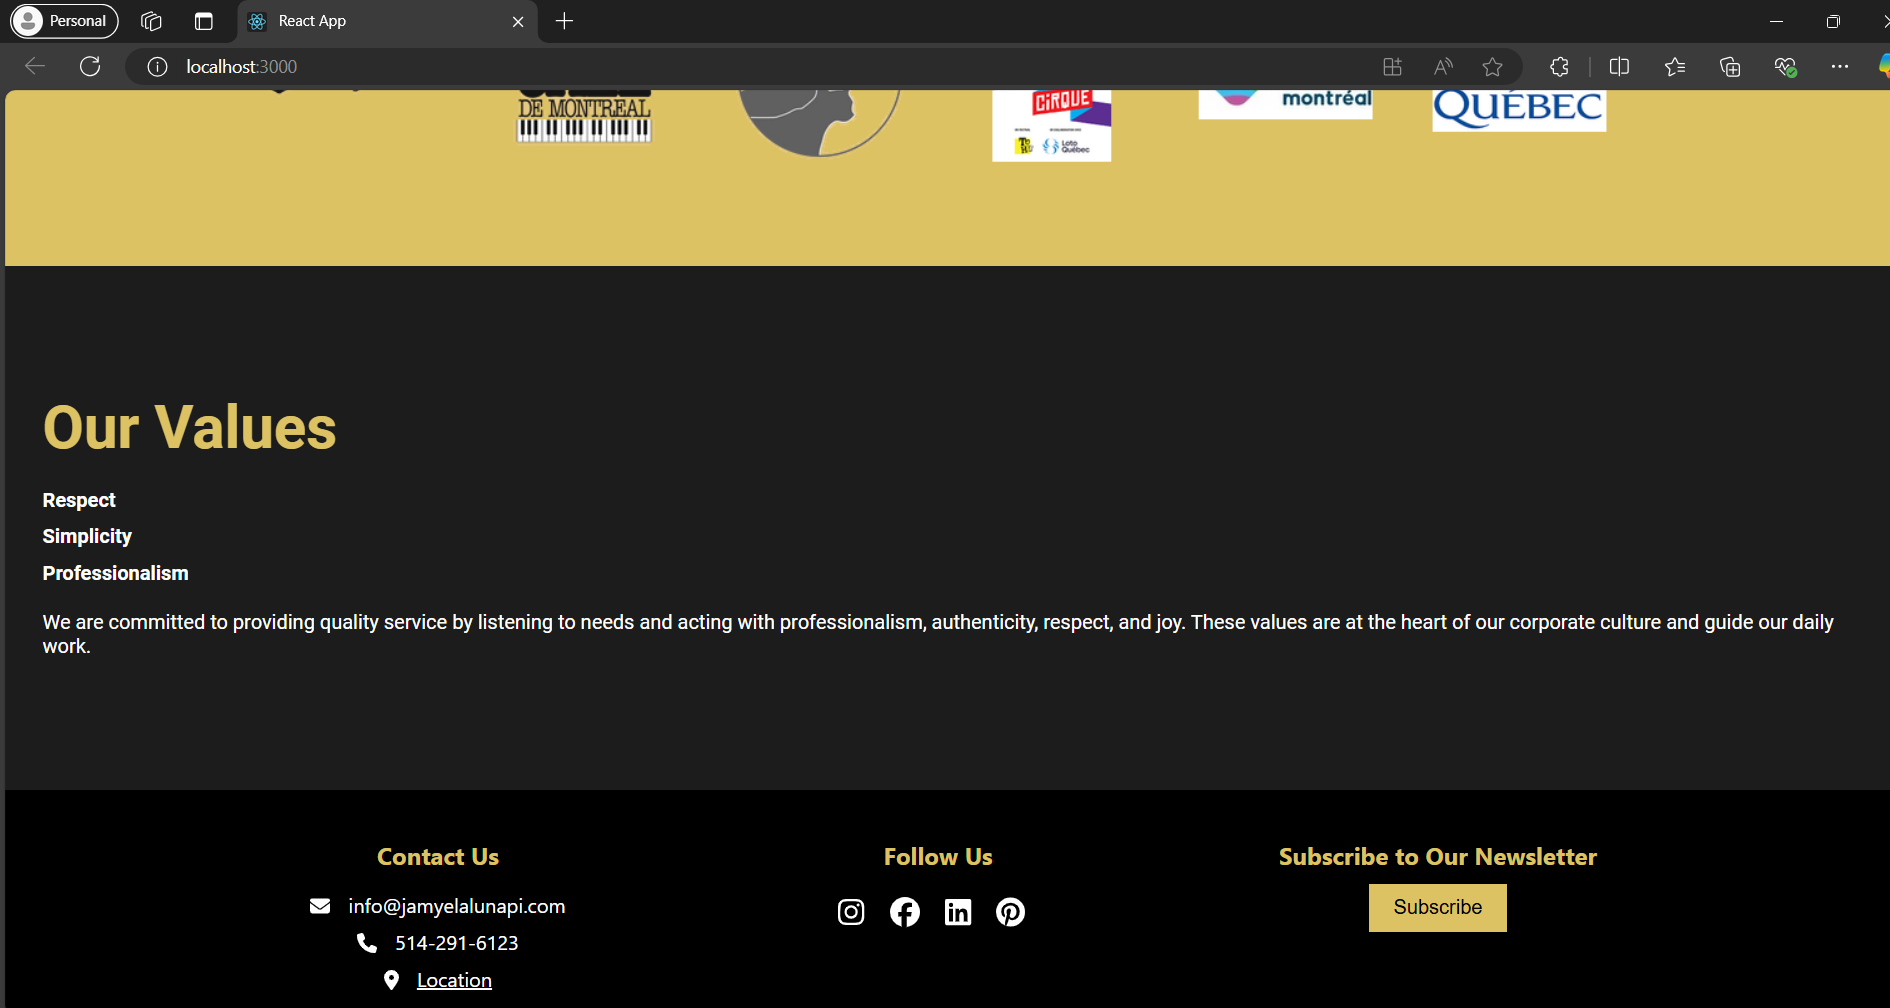 Personal
React App
localhost:3000
DE MONTREAL
CIRQUE
TOHU
Loto
Québec
montréal
QUÉBEC
Our Values
Respect
Simplicity
Professionalism
We are committed to providing quality service by listening to needs and acting with professionalism, authenticity, respect, and joy. These values are at the heart of our corporate culture and guide our daily
work.
Contact Us
Follow Us
Subscribe to Our Newsletter
info@jamyelalunapi.com
514-291-6123
Location
Subscribe